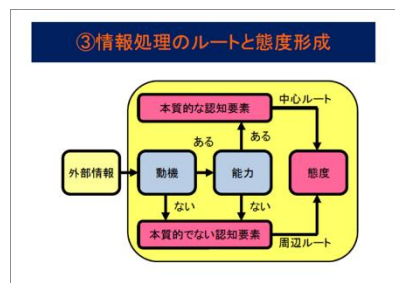 ③情報処理のルートと態度形成
本質的な認知要素
中心ルート
ある
ある
外部情報
動機
能力
態度
ない
ない
本質的でない認知要素
周辺ルート